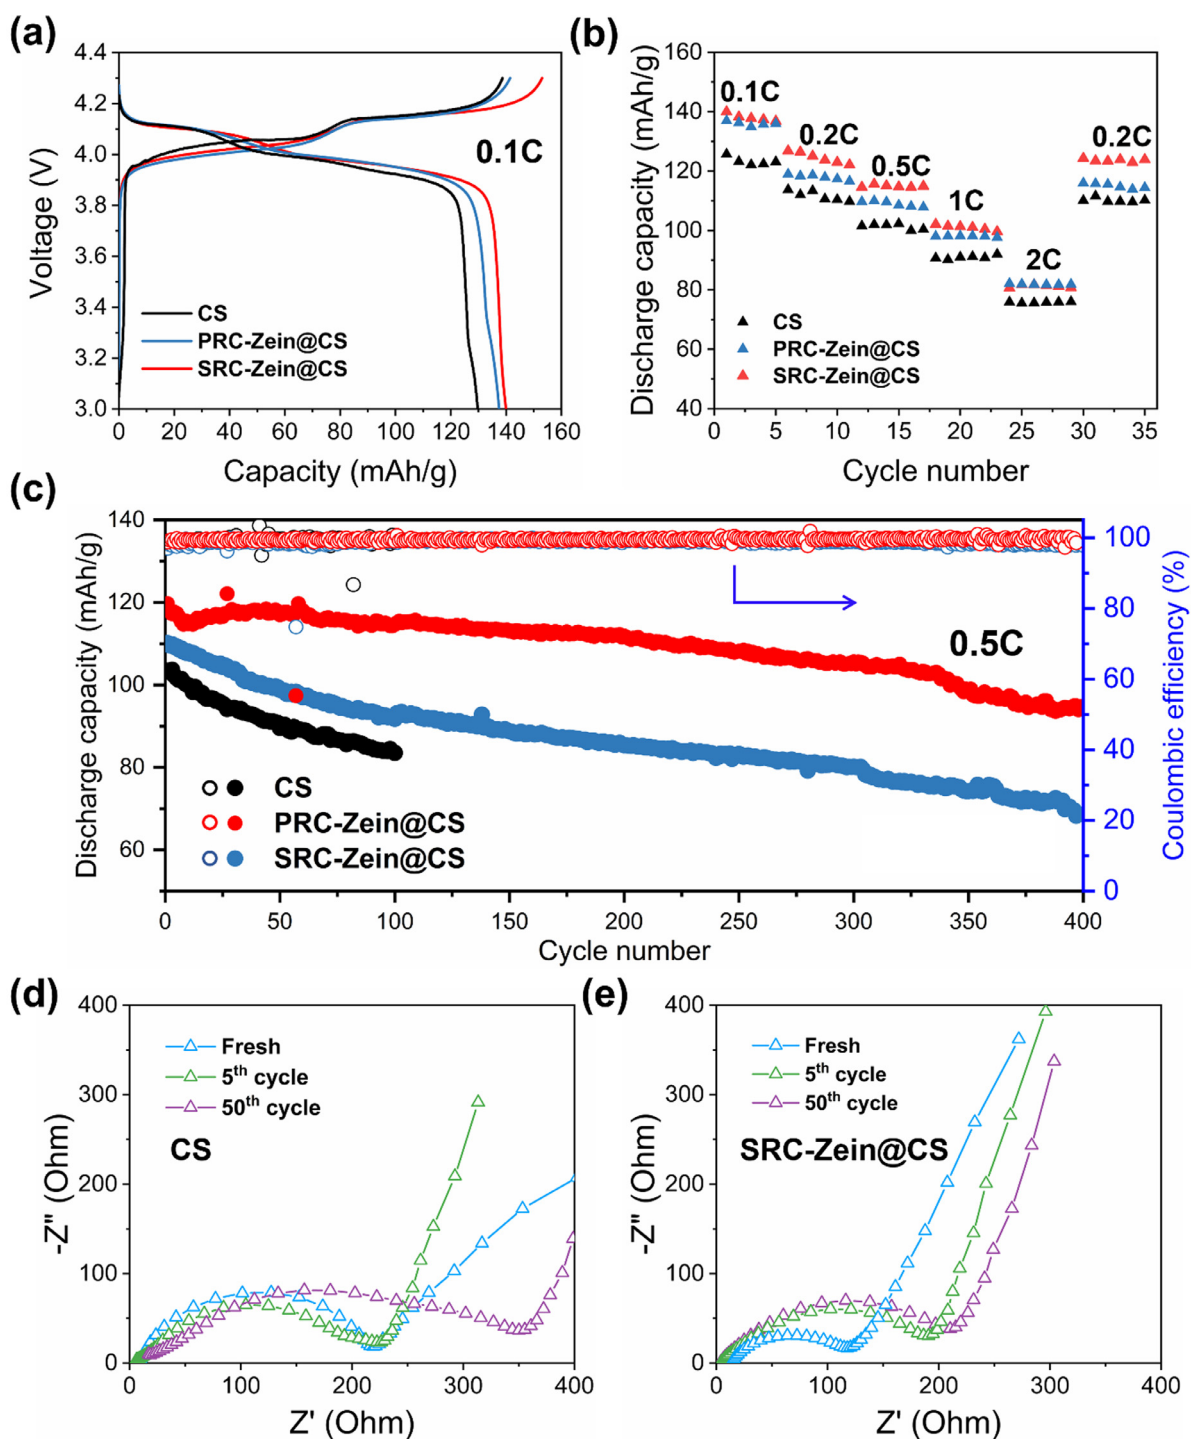 (a)
4.4
4.2
4.0
3.8
3.6
3.4
3.2
3.0
Voltage (V)
0.1C
CS
PRC-Zein@CS
SRC-Zein@CS
0 20 40 60 80 100 120 140 160
Capacity (mAh/g)
(b)
160
140
120
100
80
60
40
Discharge capacity (mAh/g)
0.1C
0.2C
0.5C
1C
2C
0.2C
CS
PRC-Zein@CS
SRC-Zein@CS
0 5 10 15 20 25 30 35
Cycle number
(c)
140
120
100
80
60
Discharge capacity (mAh/g)
0.5C
CS
PRC-Zein@CS
SRC-Zein@CS
100
80
60
40
20
0
Coulombic efficiency (%)
0 50 100 150 200 250 300 350 400
Cycle number
(d)
400
300
200
100
0
-Z" (Ohm)
Fresh
5th cycle
50th cycle
CS
0 100 200 300 400
Z' (Ohm)
(e)
400
300
200
100
0
-Z" (Ohm)
Fresh
5th cycle
50th cycle
SRC-Zein@CS
0 100 200 300 400
Z' (Ohm)